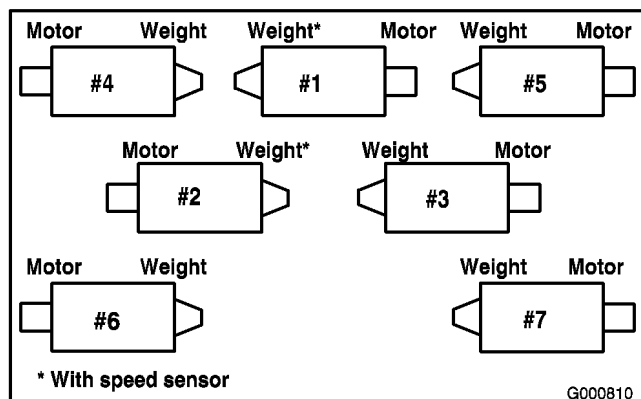 Motor Weight Weight* Motor Weight Motor
#4 #1 #5
Motor Weight* Weight Motor
#2 #3
Motor Weight Weight Motor
#6 #7
* With speed sensor
G000810